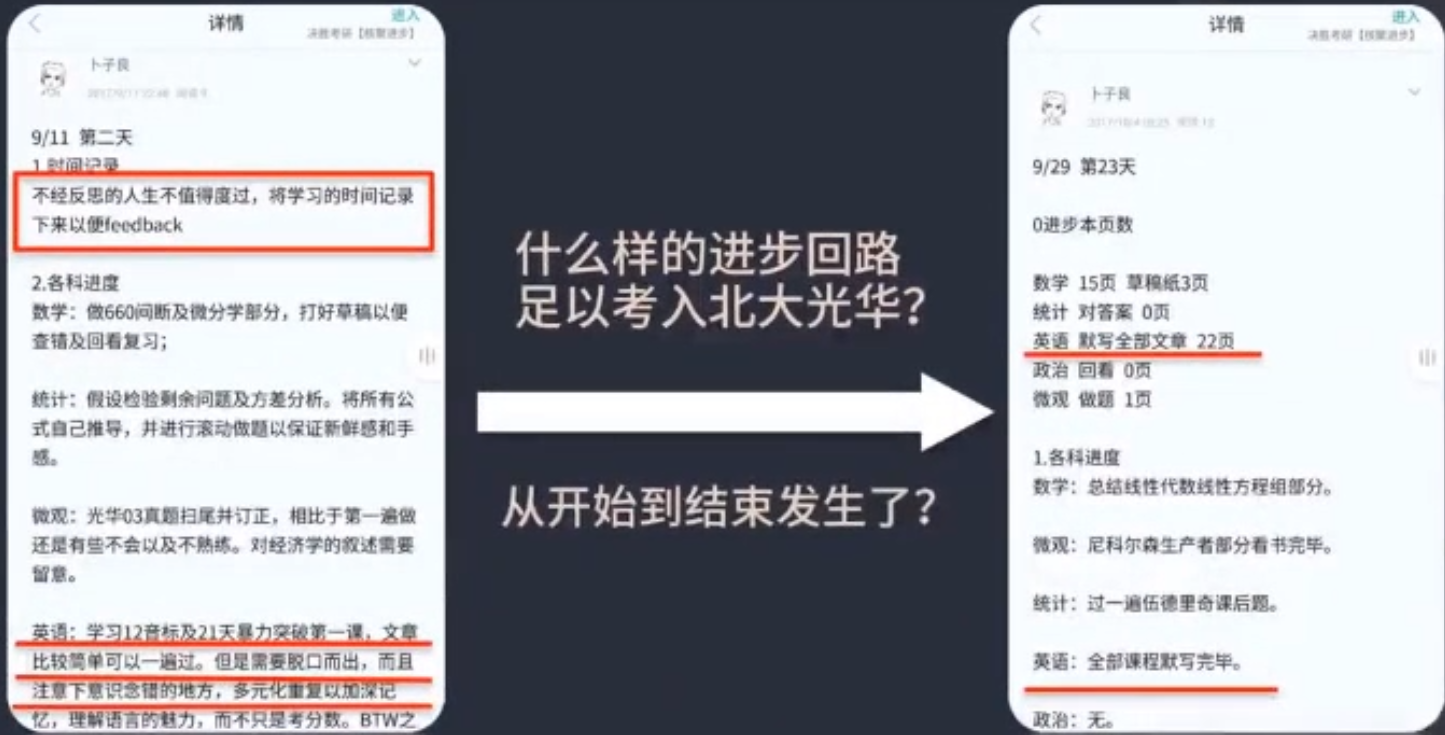 详情
进入
决胜考研【核聚进步】
卜子良
9/11 第二天
1.时间记录
不经反思的人生不值得度过，将学习的时间记录
下来以便feedback
2.各科进度
数学：做660间断及微分学部分，打好草稿以便
查错及回看复习；
统计：假设检验剩余问题及方差分析。将所有公
式自己推导，并进行滚动做题以保证新鲜感和手
感。
微观：光华03真题扫尾并订正，相比于第一遍做
还是有些不会以及不熟练。对经济学的叙述需要
留意。
英语：学习12音标及21天暴力突破第一课，文章
比较简单可以一遍过。但是需要脱口而出，而且
注意下意识念错的地方，多元化重复以加深记
忆，理解语言的魅力，而不只是考分数。BTW之
什么样的进步回路
足以考入北大光华？
从开始到结束发生了？
详情
进入
决胜考研【核聚进步】
卜子良
9/29 第23天
0进步本页数
数学 15页 草稿纸3页
统计 对答案 0页
英语 默写全部文章 22页
政治 回看 0页
微观 做题 1页
1.各科进度
数学：总结线性代数线性方程组部分。
微观：尼科尔森生产者部分看书完毕。
统计：过一遍伍德里奇课后题。
英语：全部课程默写完毕。
政治：无。